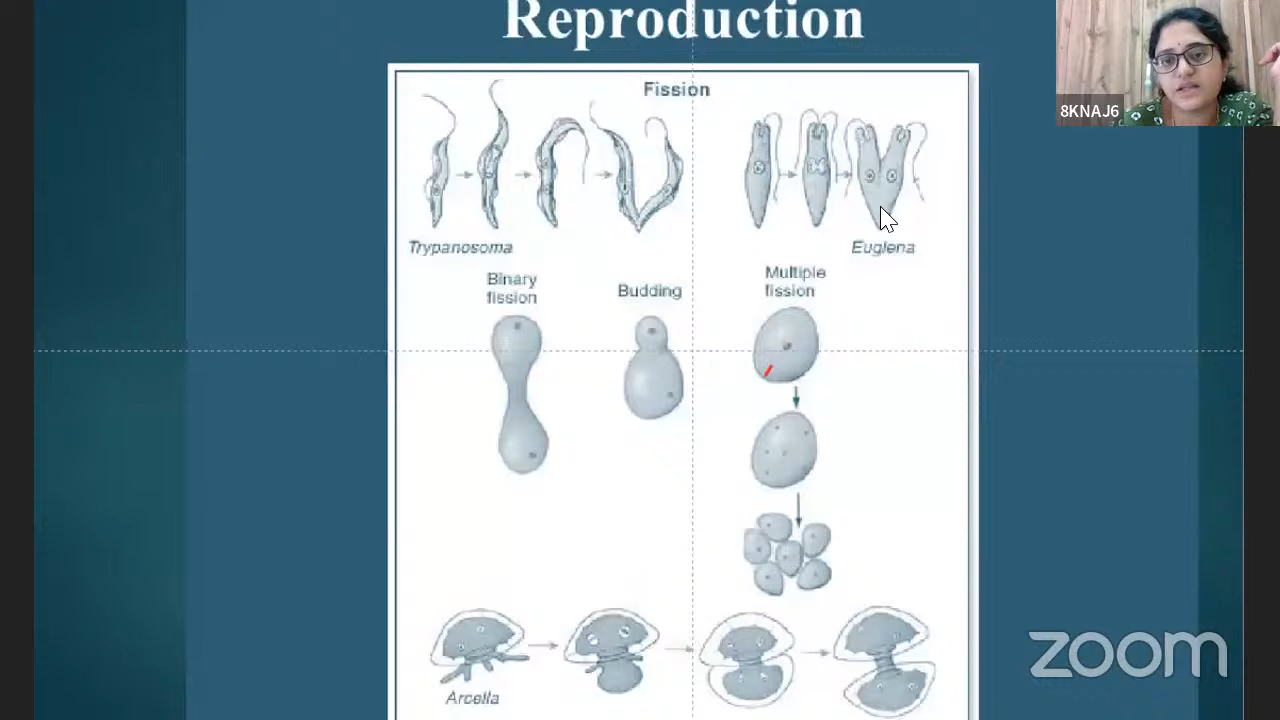 Reproduction
8KNAJ6
Fission
Trypanosoma
Euglena
Binary
fission
Budding
Multiple
fission
Arcella
zoom